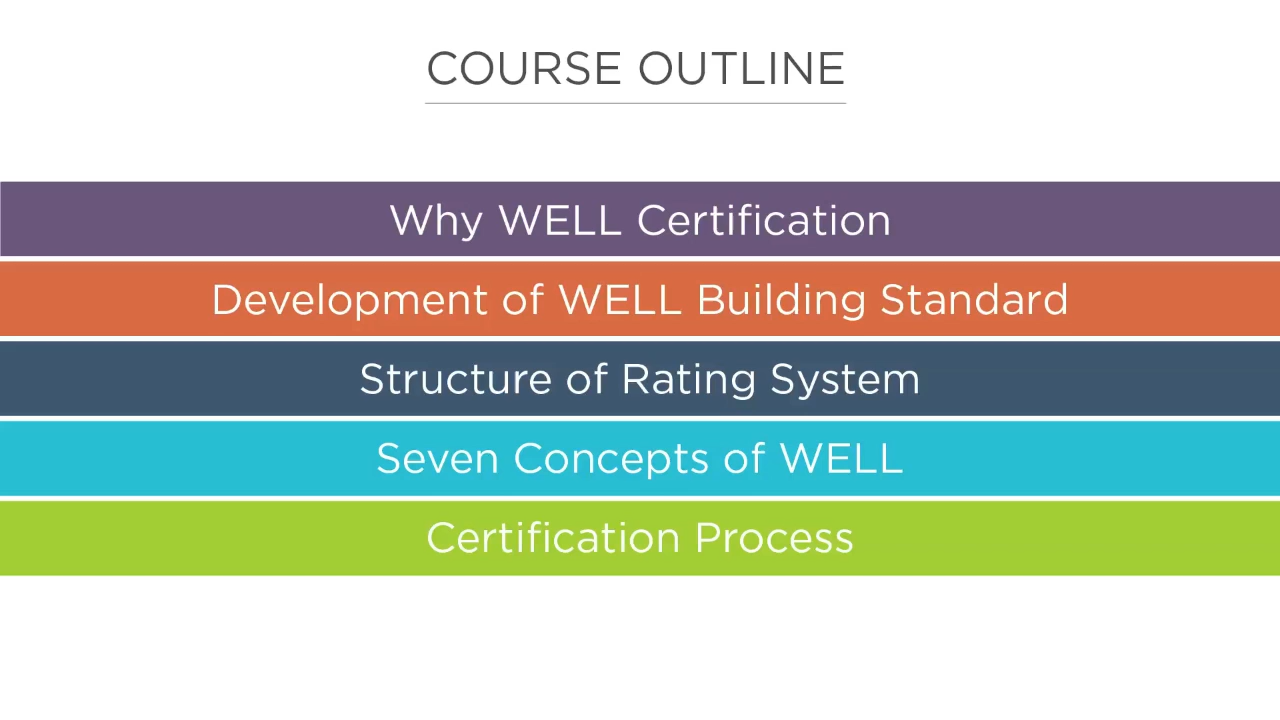 COURSE OUTLINE
Why WELL Certification
Development of WELL Building Standard
Structure of Rating System
Seven Concepts of WELL
Certification Process